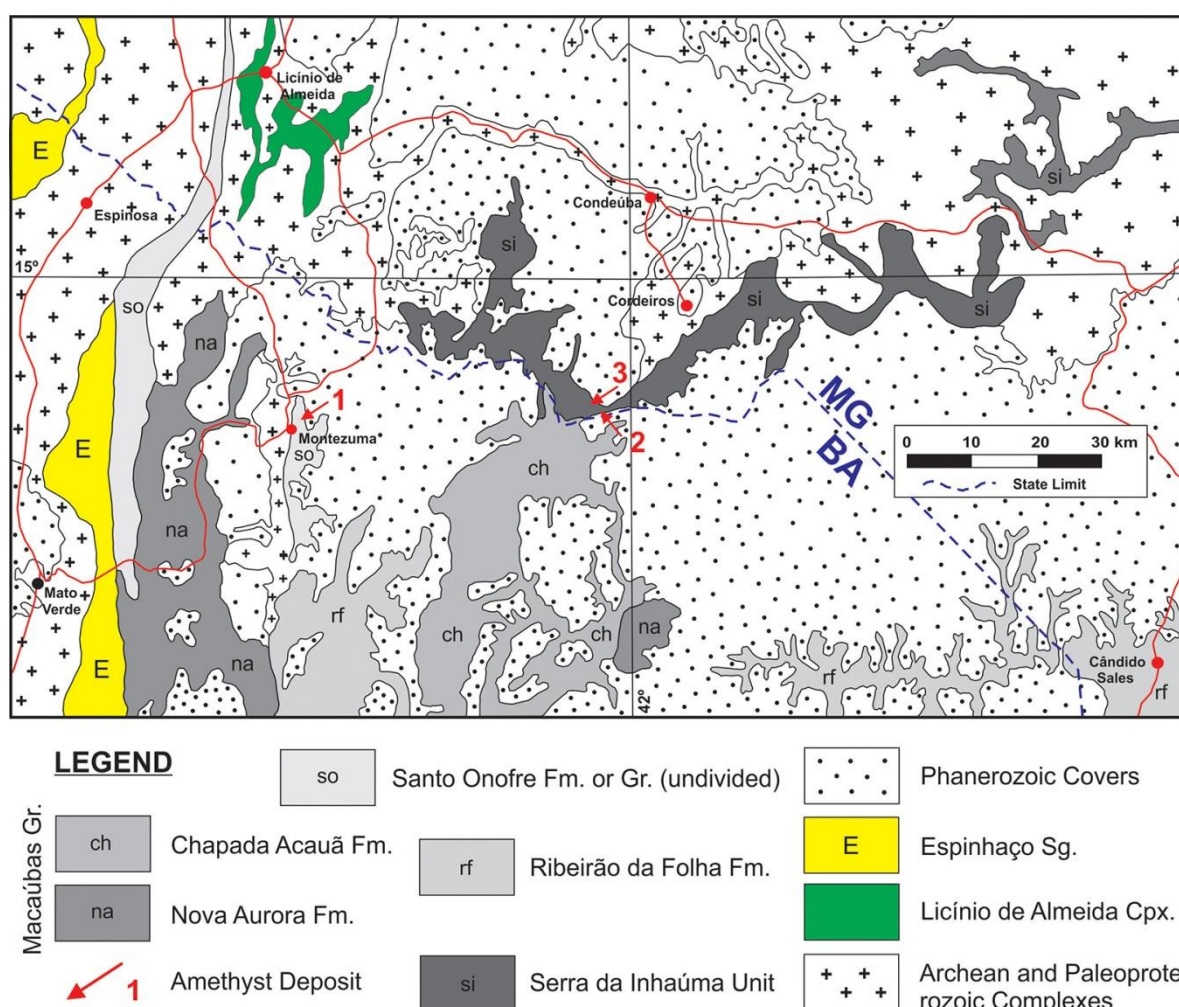 Licínio de
Almeida
E
Espinosa
Condeúba
si
si
15º
so
Cordeiros
si
si
na
3
1
MG
BA
2
Montezuma
so
0 10 20 30 km
State Limit
E
ch
na
Mato
Verde
rf
ch
ch
na
na
E
42º
rf
Cândido
Sales
rf
LEGEND
Macaúbas Gr.
so Santo Onofre Fm. or Gr. (undivided)
Phanerozoic Covers
ch Chapada Acauã Fm.
rf Ribeirão da Folha Fm.
E Espinhaço Sg.
na Nova Aurora Fm.
Licínio de Almeida Cpx.
1 Amethyst Deposit
si Serra da Inhaúma Unit
Archean and Paleoprote
rozoic Complexes